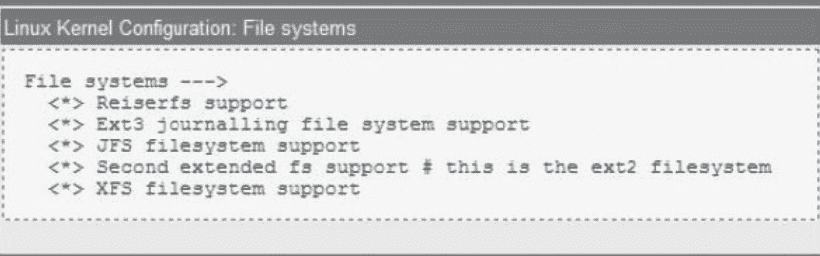 Linux Kernel Configuration: File systems
File systems --->
<*> Reiserfs support
<*> Ext3 journalling file system support
<*> JFS filesystem support
<*> Second extended fs support # this is the ext2 filesystem
<*> XFS filesystem support